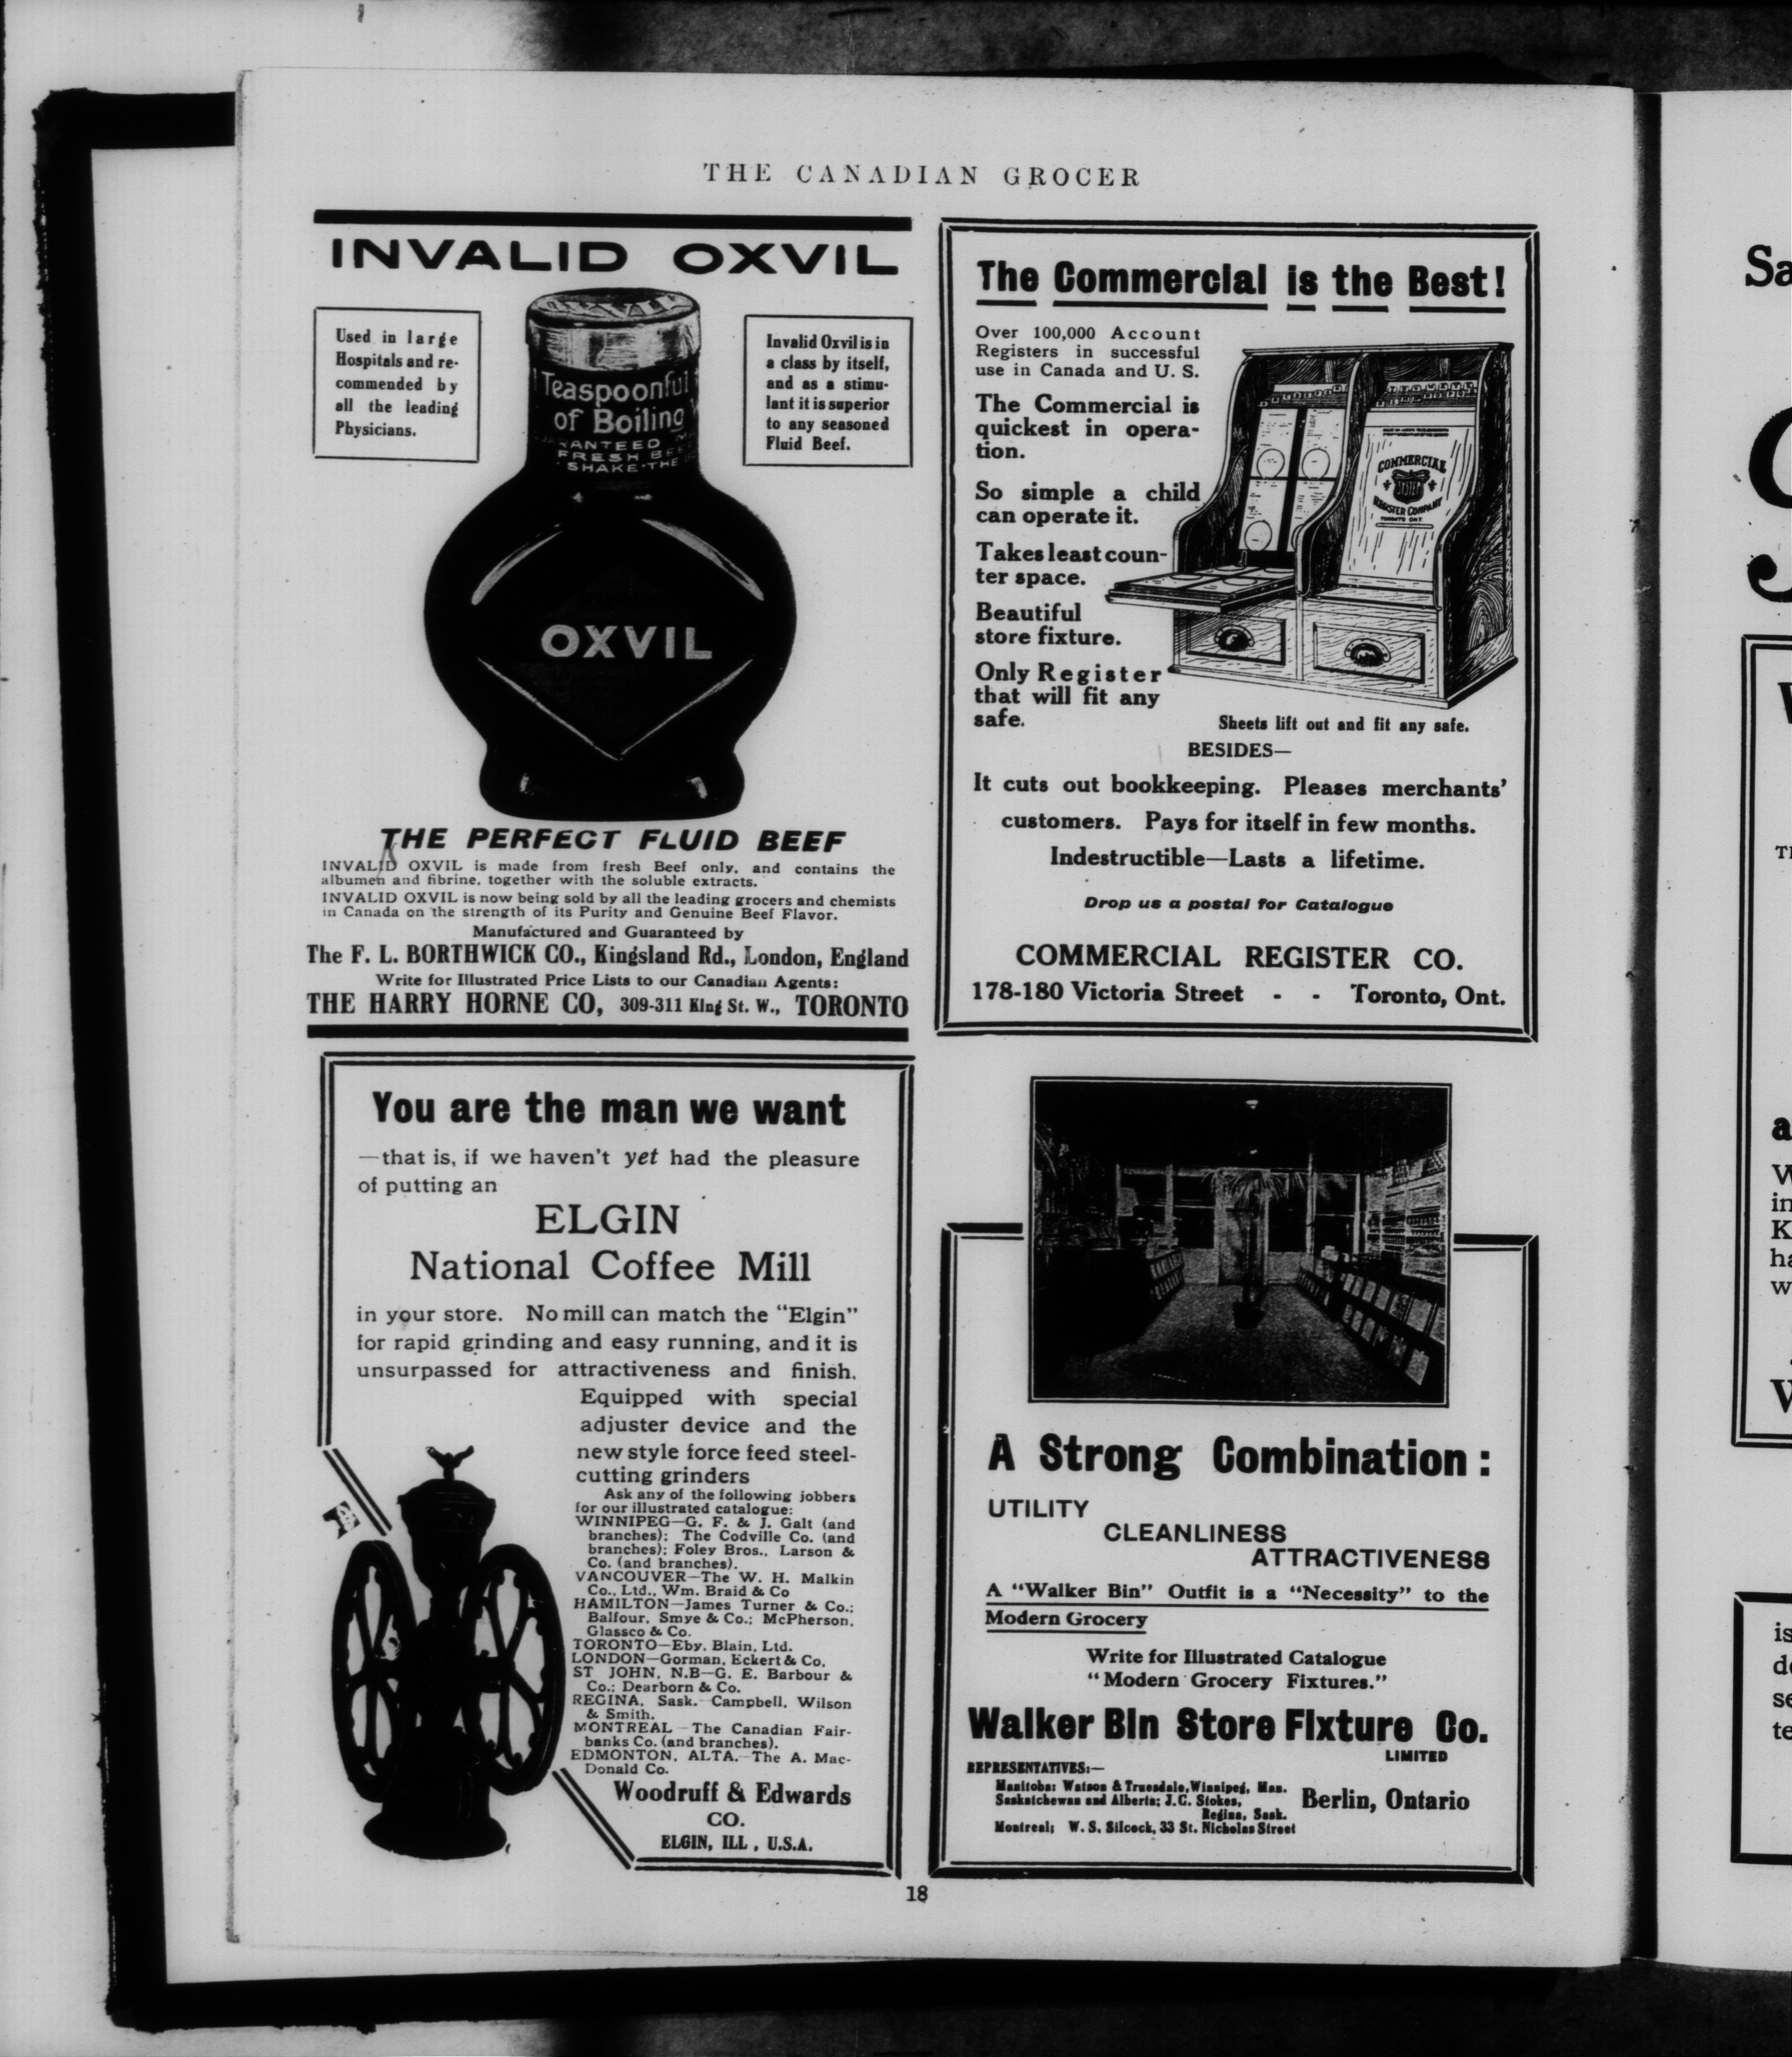 THE CANADIAN GROCER
INVALID OXVIL
Used in large
Hospitals and re-
commended by
all the leading
Physicians.
Teaspoonful
of Boiling
RANTEED
FRESH
SHAKE THE
OXVIL
Invalid Oxvil is in
a class by itself,
and as a stimu-
lant it is superior
to any seasoned
Fluid Beef.
THE PERFECT FLUID BEEF
INVALID OXVIL is made from fresh Beef only, and contains the
albumen and fibrine, together with the soluble extracts.
INVALID OXVIL is now being sold by all the leading grocers and chemists
in Canada on the strength of its Purity and Genuine Beef Flavor.
Manufactured and Guaranteed by
The F. L. BORTHWICK CO., Kingsland Rd., London, England
Write for Illustrated Price Lists to our Canadian Agents:
THE HARRY HORNE CO, 309-311 King St. W., TORONTO
The Commercial is the Best!
Over 100,000 Account
Registers in successful
use in Canada and U. S.
The Commercial is
quickest in opera-
tion.
So simple a child
can operate it.
Takes least coun-
ter space.
Beautiful
store fixture.
Only Register
that will fit any
safe.
COMMERCIAL
SYSTEM
REGISTER COMPANY
TORONTO ONT.
Sheets lift out and fit any safe.
BESIDES—
It cuts out bookkeeping. Pleases merchants'
customers. Pays for itself in few months.
Indestructible—Lasts a lifetime.
Drop us a postal for Catalogue
COMMERCIAL REGISTER CO.
178-180 Victoria Street - - Toronto, Ont.
You are the man we want
—that is, if we haven't yet had the pleasure
of putting an
ELGIN
National Coffee Mill
in your store. No mill can match the "Elgin"
for rapid grinding and easy running, and it is
unsurpassed for attractiveness and finish.
Equipped with special
adjuster device and the
new style force feed steel-
cutting grinders
Ask any of the following jobbers
for our illustrated catalogue:
WINNIPEG—G. F. & J. Galt (and
branches); The Codville Co. (and
branches); Foley Bros., Larson &
Co. (and branches).
VANCOUVER—The W. H. Malkin
Co., Ltd., Wm. Braid & Co
HAMILTON—James Turner & Co.;
Balfour, Smye & Co.; McPherson,
Glassco & Co.
TORONTO—Eby, Blain, Ltd.
LONDON—Gorman, Eckert & Co.
ST JOHN, N.B—G. E. Barbour &
Co.; Dearborn & Co.
REGINA, Sask.—Campbell, Wilson
& Smith.
MONTREAL—The Canadian Fair-
banks Co. (and branches).
EDMONTON, ALTA.—The A. Mac-
Donald Co.
Woodruff & Edwards
CO.
ELGIN, ILL , U.S.A.
A Strong Combination:
UTILITY
CLEANLINESS
ATTRACTIVENESS
A "Walker Bin" Outfit is a "Necessity" to the
Modern Grocery
Write for Illustrated Catalogue
"Modern Grocery Fixtures."
Walker Bin Store Fixture Co.
LIMITED
REPRESENTATIVES:—
Manitoba: Watson & Truesdale, Winnipeg, Man.
Saskatchewan and Alberta; J.C. Stokes,
Regina, Sask.
Montreal; W. S. Silcock, 33 St. Nicholas Street
Berlin, Ontario
18